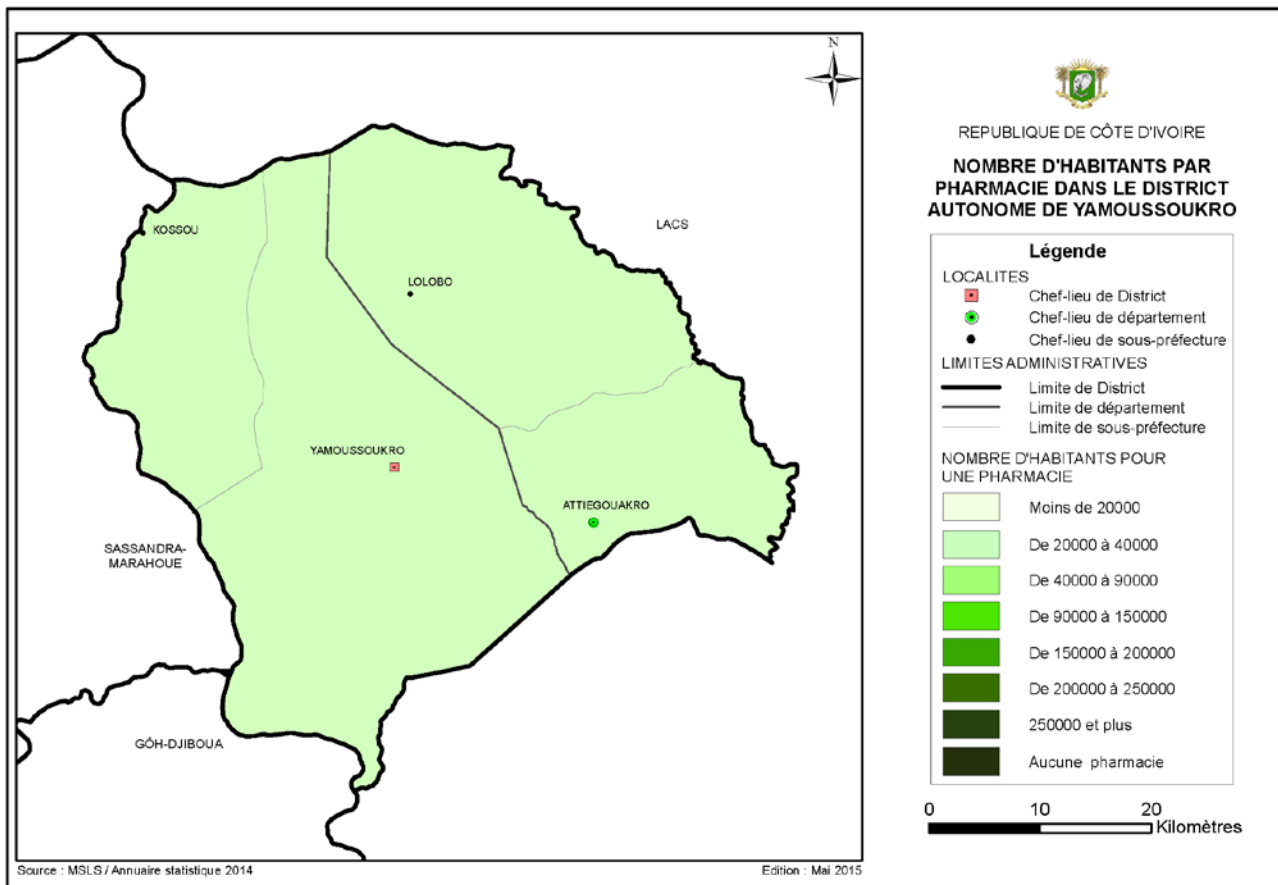 N
KOSSOU
LACS
LOLOBO
YAMOUSSOUKRO
ATTIEGOUAKRO
SASSANDRA-
MARAHOUE
GÔH-DJIBOUA
Source : MSLS / Annuaire statistique 2014
Edition : Mai 2015
REPUBLIQUE DE CÔTE D'IVOIRE
NOMBRE D'HABITANTS PAR
PHARMACIE DANS LE DISTRICT
AUTONOME DE YAMOUSSOUKRO
Légende
LOCALITES
Chef-lieu de District
Chef-lieu de département
Chef-lieu de sous-préfecture
LIMITES ADMINISTRATIVES
Limite de District
Limite de département
Limite de sous-préfecture
NOMBRE D'HABITANTS POUR
UNE PHARMACIE
Moins de 20000
De 20000 à 40000
De 40000 à 90000
De 90000 à 150000
De 150000 à 200000
De 200000 à 250000
250000 et plus
Aucune pharmacie
0 10 20
Kilomètres